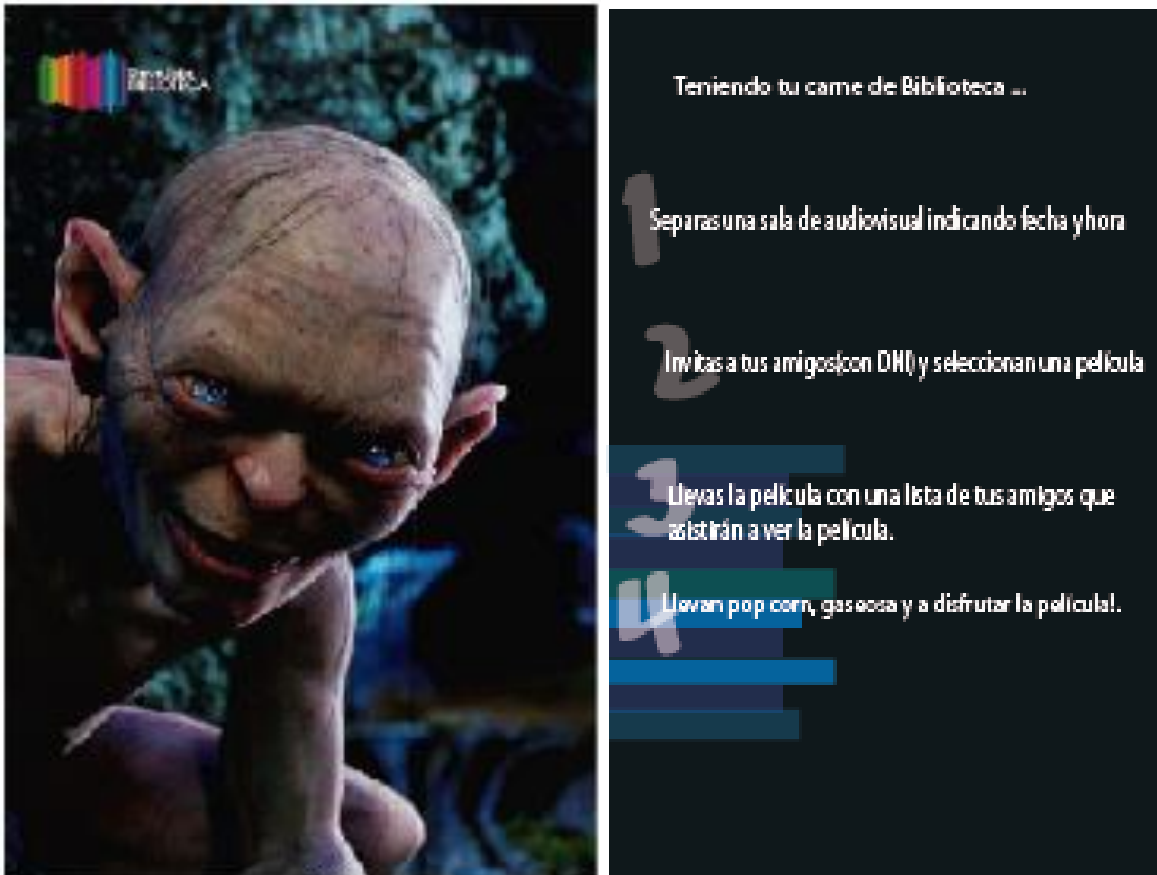 BIBLIOTECA
Teniendo tu carne de Biblioteca ...
1
Separas una sala de audiovisual indicando fecha y hora
2
Invitas a tus amigos(con DNI) y seleccionan una película
3
Llevas la película con una lista de tus amigos que
asistirán a ver la película.
4
Llevan pop corn, gaseosa y a disfrutar la película!.